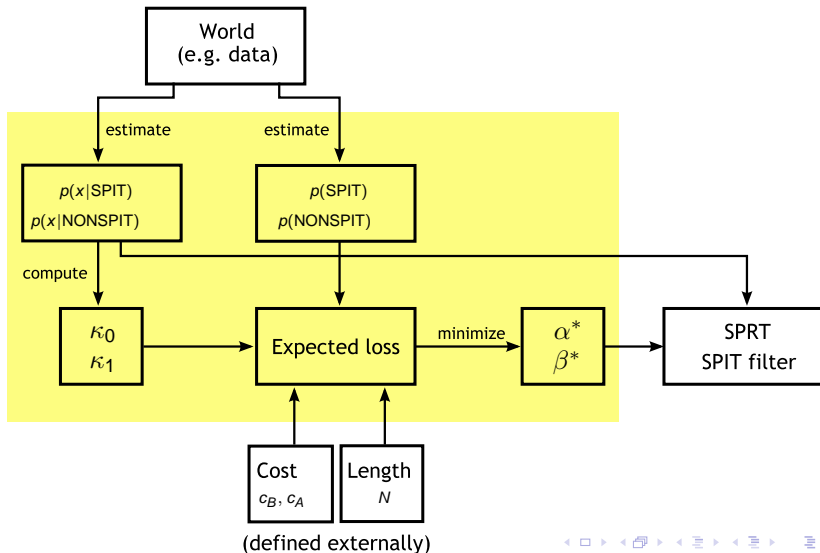 World
(e.g. data)
estimate
estimate
p(x|SPIT)
p(x|NONSPIT)
p(SPIT)
p(NONSPIT)
compute
κ0
κ1
Expected loss
minimize
α*
β*
SPRT
SPIT filter
Cost
cB, cA
Length
N
(defined externally)